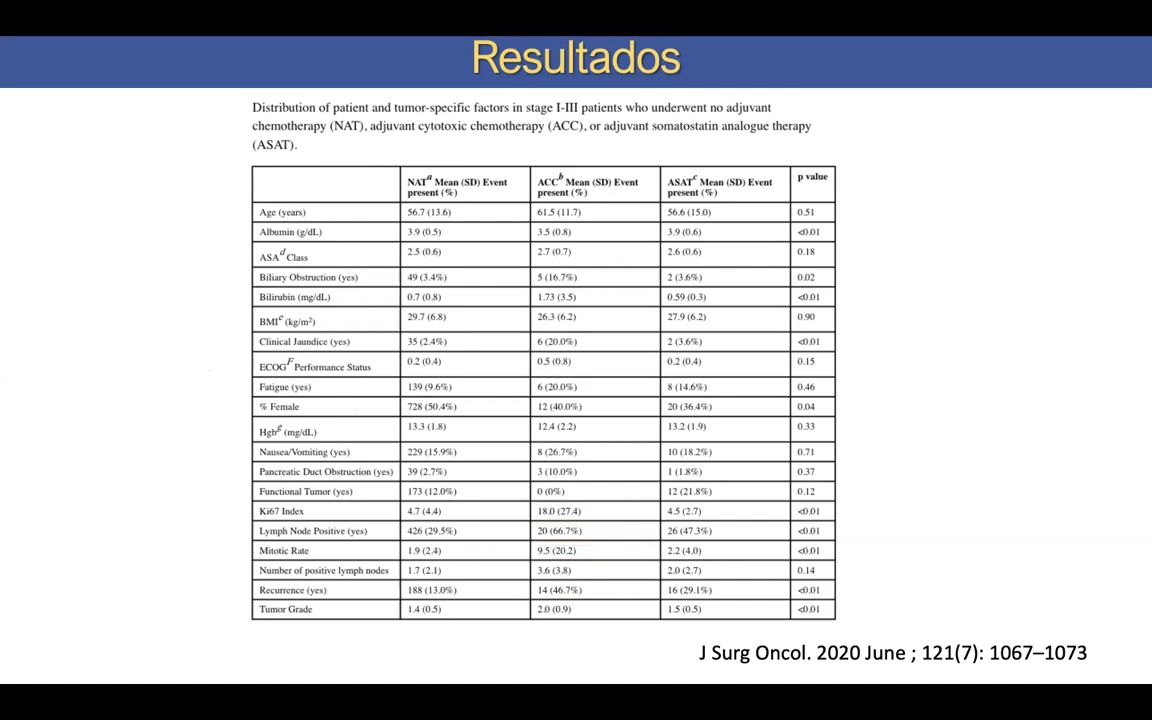 Resultados
Distribution of patient and tumor-specific factors in stage I-III patients who underwent no adjuvant
chemotherapy (NAT), adjuvant cytotoxic chemotherapy (ACC), or adjuvant somatostatin analogue therapy
(ASAT).
NATa Mean (SD) Event present (%) ACCb Mean (SD) Event present (%) ASATc Mean (SD) Event present (%) p value
Age (years) 56.7 (13.6) 61.5 (11.7) 56.6 (15.0) 0.51
Albumin (g/dL) 3.9 (0.5) 3.5 (0.8) 3.9 (0.6) <0.01
ASAd Class 2.5 (0.6) 2.7 (0.7) 2.6 (0.6) 0.18
Biliary Obstruction (yes) 49 (3.4%) 5 (16.7%) 2 (3.6%) 0.02
Bilirubin (mg/dL) 0.7 (0.8) 1.73 (3.5) 0.59 (0.3) <0.01
BMIe (kg/m²) 29.7 (6.8) 26.3 (6.2) 27.9 (6.2) 0.90
Clinical Jaundice (yes) 35 (2.4%) 6 (20.0%) 2 (3.6%) <0.01
ECOGF Performance Status 0.2 (0.4) 0.5 (0.8) 0.2 (0.4) 0.15
Fatigue (yes) 139 (9.6%) 6 (20.0%) 8 (14.6%) 0.46
% Female 728 (50.4%) 12 (40.0%) 20 (36.4%) 0.04
Hgbg (mg/dL) 13.3 (1.8) 12.4 (2.2) 13.2 (1.9) 0.33
Nausea/Vomiting (yes) 229 (15.9%) 8 (26.7%) 10 (18.2%) 0.71
Pancreatic Duct Obstruction (yes) 39 (2.7%) 3 (10.0%) 1 (1.8%) 0.37
Functional Tumor (yes) 173 (12.0%) 0 (0%) 12 (21.8%) 0.12
Ki67 Index 4.7 (4.4) 18.0 (27.4) 4.5 (2.7) <0.01
Lymph Node Positive (yes) 426 (29.5%) 20 (66.7%) 26 (47.3%) <0.01
Mitotic Rate 1.9 (2.4) 9.5 (20.2) 2.2 (4.0) <0.01
Number of positive lymph nodes 1.7 (2.1) 3.6 (3.8) 2.0 (2.7) 0.14
Recurrence (yes) 188 (13.0%) 14 (46.7%) 16 (29.1%) <0.01
Tumor Grade 1.4 (0.5) 2.0 (0.9) 1.5 (0.5) <0.01
J Surg Oncol. 2020 June ; 121(7): 1067–1073